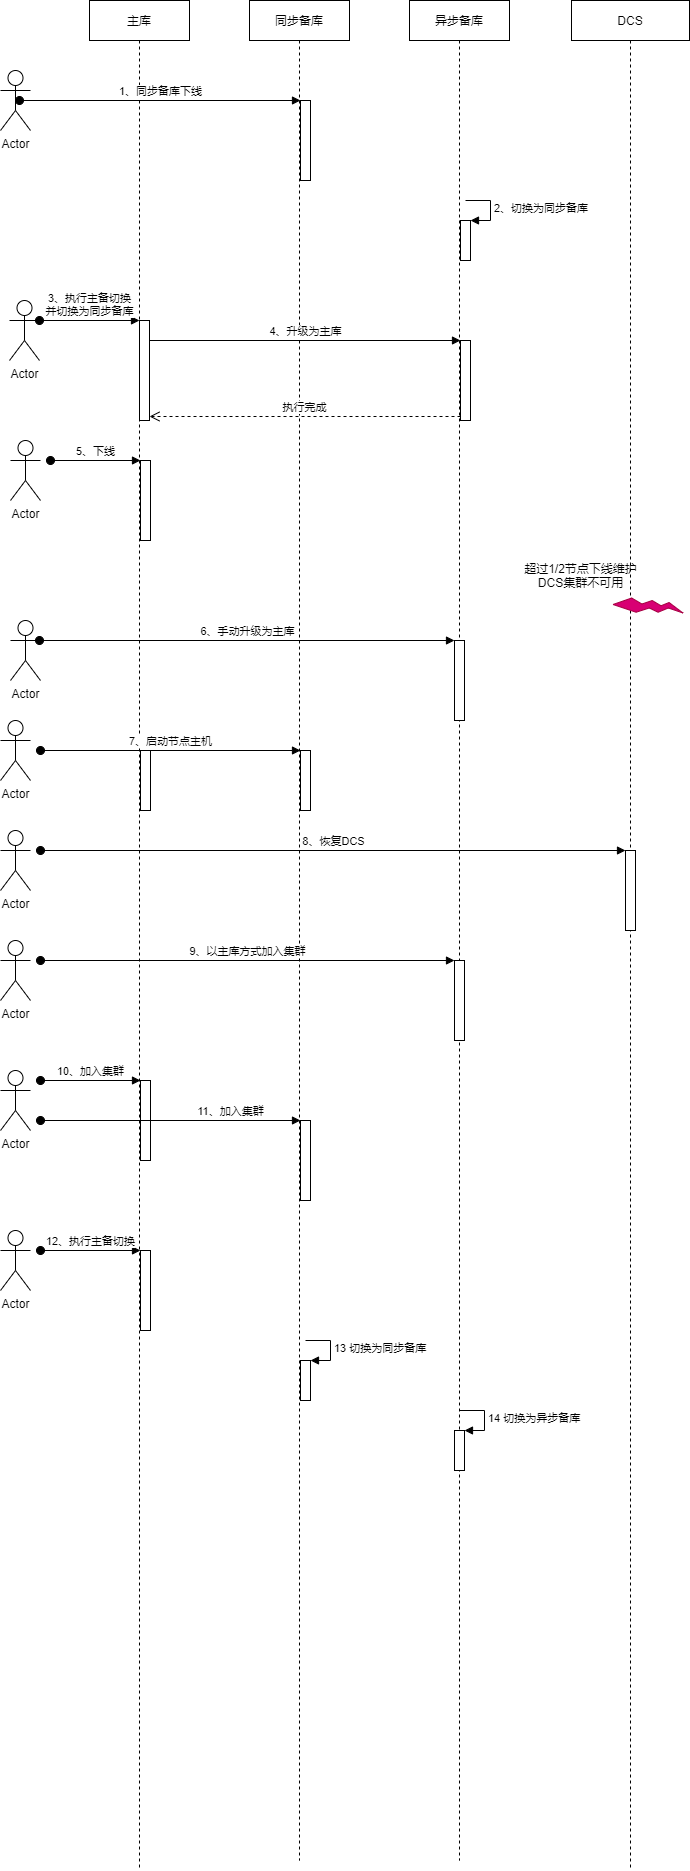 主库
同步备库
异步备库
DCS
1、同步备库下线
Actor
2、切换为同步备库
3、执行主备切换
并切换为同步备库
4、升级为主库
Actor
执行完成
5、下线
Actor
超过1/2节点下线维护
DCS集群不可用
6、手动升级为主库
Actor
7、启动节点主机
Actor
8、恢复DCS
Actor
9、以主库方式加入集群
Actor
10、加入集群
11、加入集群
Actor
12、执行主备切换
Actor
13 切换为同步备库
14 切换为异步备库